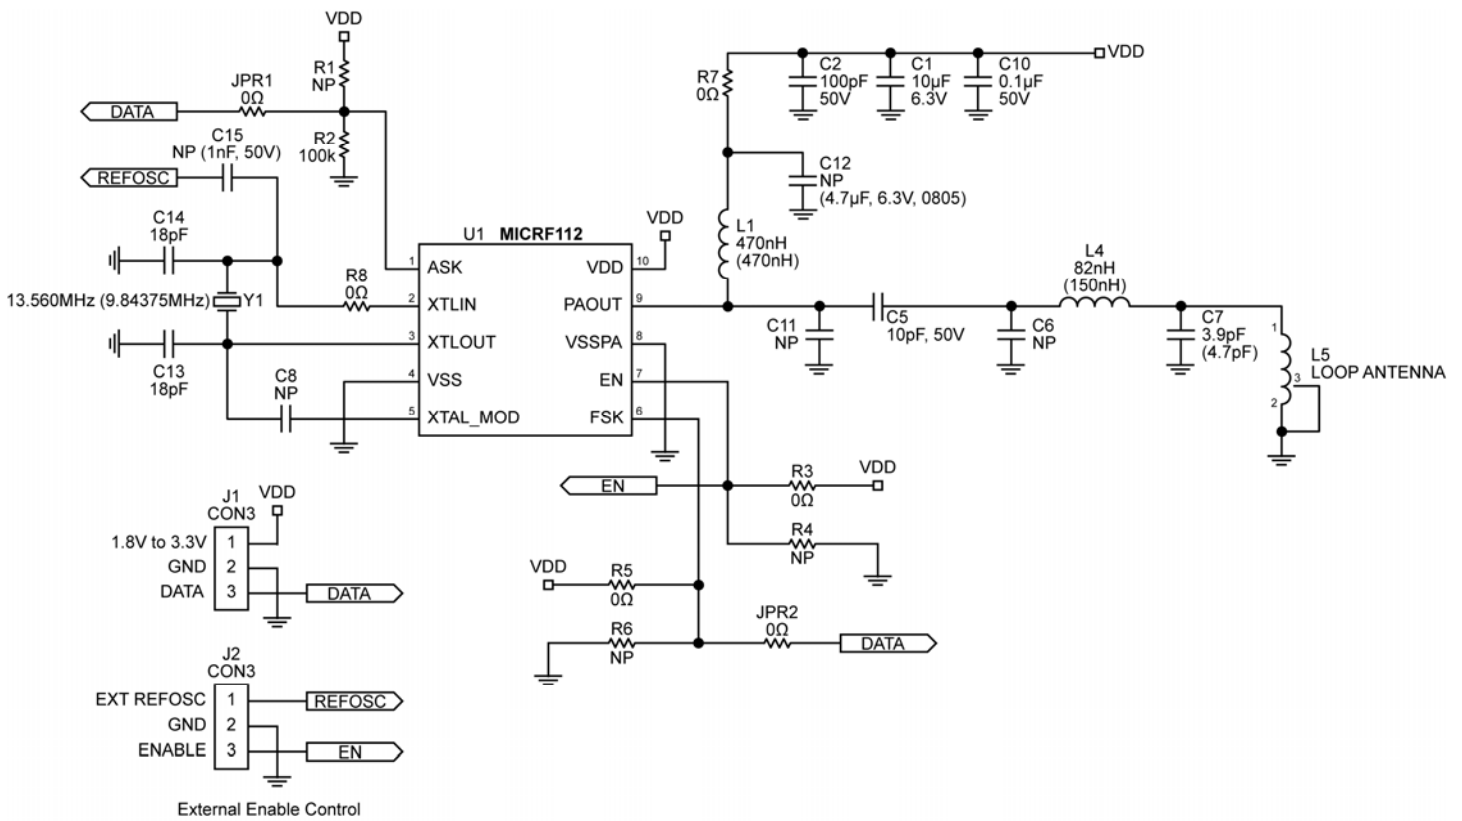 VDD
R1
NP
JPR1
0Ω
DATA
R2
100k
C15
NP (1nF, 50V)
REFOSC
C14
18pF
13.560MHz (9.84375MHz)
Y1
R8
0Ω
C13
18pF
C8
NP
U1 MICRF112
1
ASK
2
XTLIN
3
XTLOUT
4
VSS
5
XTAL_MOD
VDD
10
PAOUT
9
VSSPA
8
EN
7
FSK
6
VDD
R7
0Ω
C2
100pF
50V
C1
10µF
6.3V
C10
0.1µF
50V
VDD
C12
NP
(4.7µF, 6.3V, 0805)
L1
470nH
(470nH)
C11
NP
C5
10pF, 50V
C6
NP
L4
82nH
(150nH)
C7
3.9pF
(4.7pF)
1
3
2
L5
LOOP ANTENNA
EN
R3
0Ω
VDD
R4
NP
VDD
R5
0Ω
R6
NP
JPR2
0Ω
DATA
J1
CON3
VDD
1.8V to 3.3V
1
GND
2
DATA
3
DATA
J2
CON3
EXT REFOSC
1
REFOSC
GND
2
ENABLE
3
EN
External Enable Control